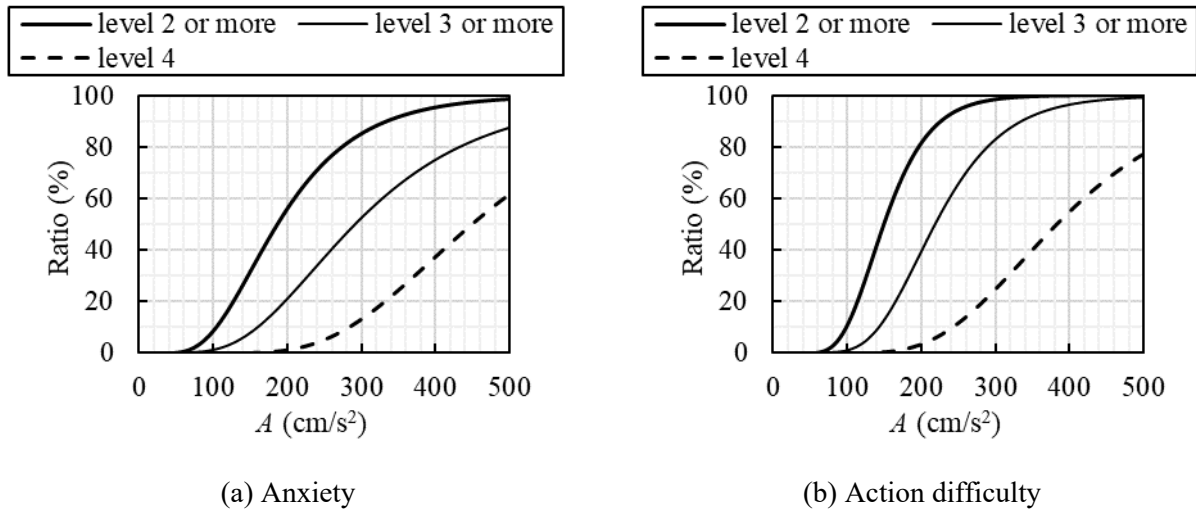 level 2 or more level 3 or more
level 4
100
80
60
40
20
0
Ratio (%)
0 100 200 300 400 500
A (cm/s²)
(a) Anxiety
level 2 or more level 3 or more
level 4
100
80
60
40
20
0
Ratio (%)
0 100 200 300 400 500
A (cm/s²)
(b) Action difficulty